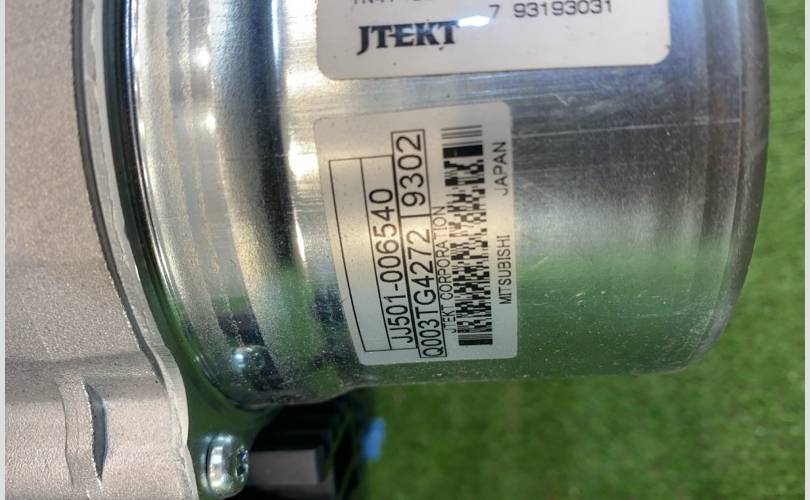 7 93193031
JTEKT
JJ501-006540
Q003TG4272 9302
JTEKT CORPORATION
MITSUBISHI JAPAN